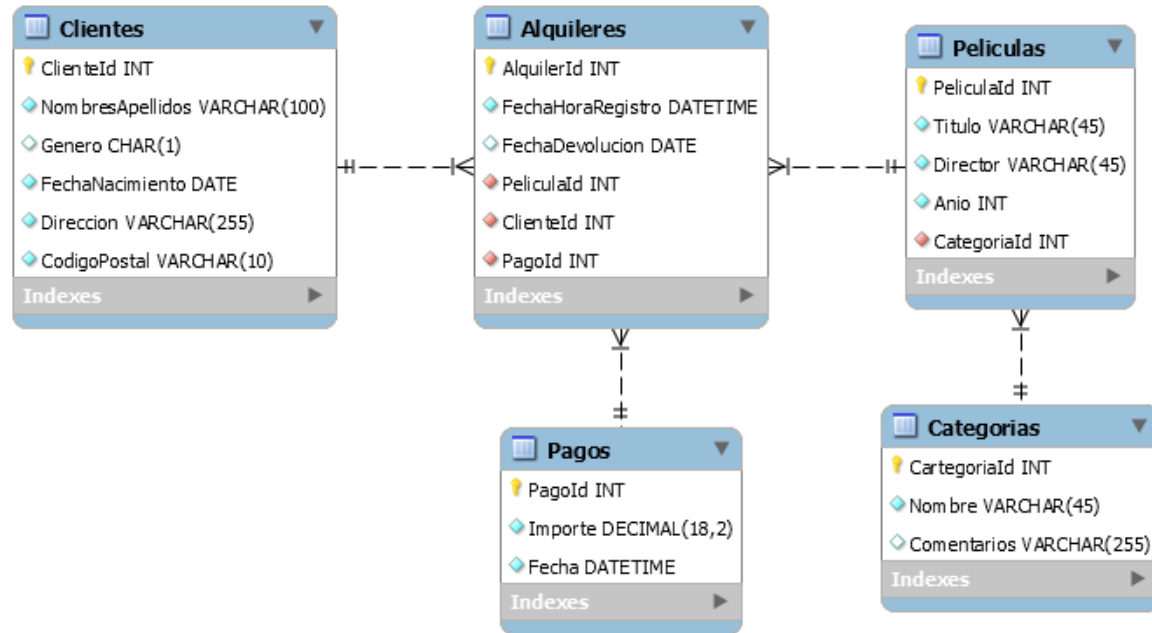 Clientes
ClienteId INT
NombresApellidos VARCHAR(100)
Genero CHAR(1)
FechaNacimiento DATE
Direccion VARCHAR(255)
CodigoPostal VARCHAR(10)
Indexes
Alquileres
AlquilerId INT
FechaHoraRegistro DATETIME
FechaDevolucion DATE
PeliculaId INT
ClienteId INT
PagoId INT
Indexes
Peliculas
PeliculaId INT
Titulo VARCHAR(45)
Director VARCHAR(45)
Anio INT
CategoriaId INT
Indexes
Pagos
PagoId INT
Importe DECIMAL(18,2)
Fecha DATETIME
Indexes
Categorias
CartegoriaId INT
Nombre VARCHAR(45)
Comentarios VARCHAR(255)
Indexes